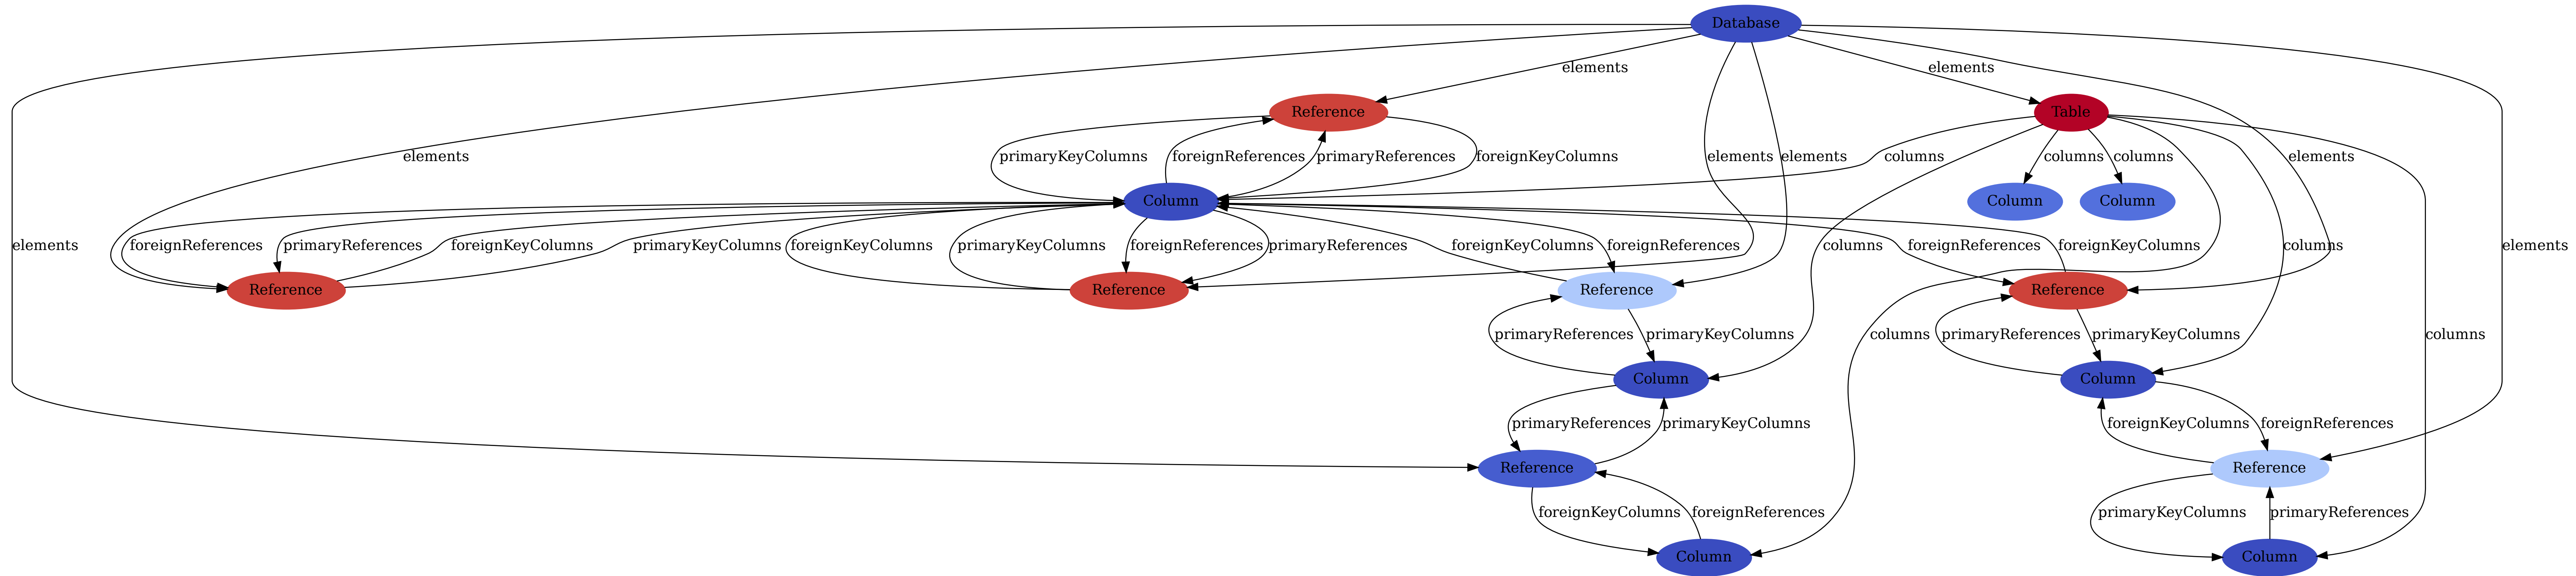 Database
elements elements
Reference Table
elements primaryKeyColumns foreignReferences primaryReferences foreignKeyColumns elements elements columns columns columns elements
Column Column Column
elements foreignReferences primaryReferences foreignKeyColumns primaryKeyColumns foreignKeyColumns primaryKeyColumns foreignReferences primaryReferences foreignKeyColumns foreignReferences columns foreignReferences foreignKeyColumns columns elements
Reference Reference Reference Reference
primaryReferences primaryKeyColumns columns primaryReferences primaryKeyColumns columns
Column Column
primaryReferences primaryKeyColumns foreignKeyColumns foreignReferences
Reference Reference
foreignKeyColumns foreignReferences primaryKeyColumns primaryReferences
Column Column